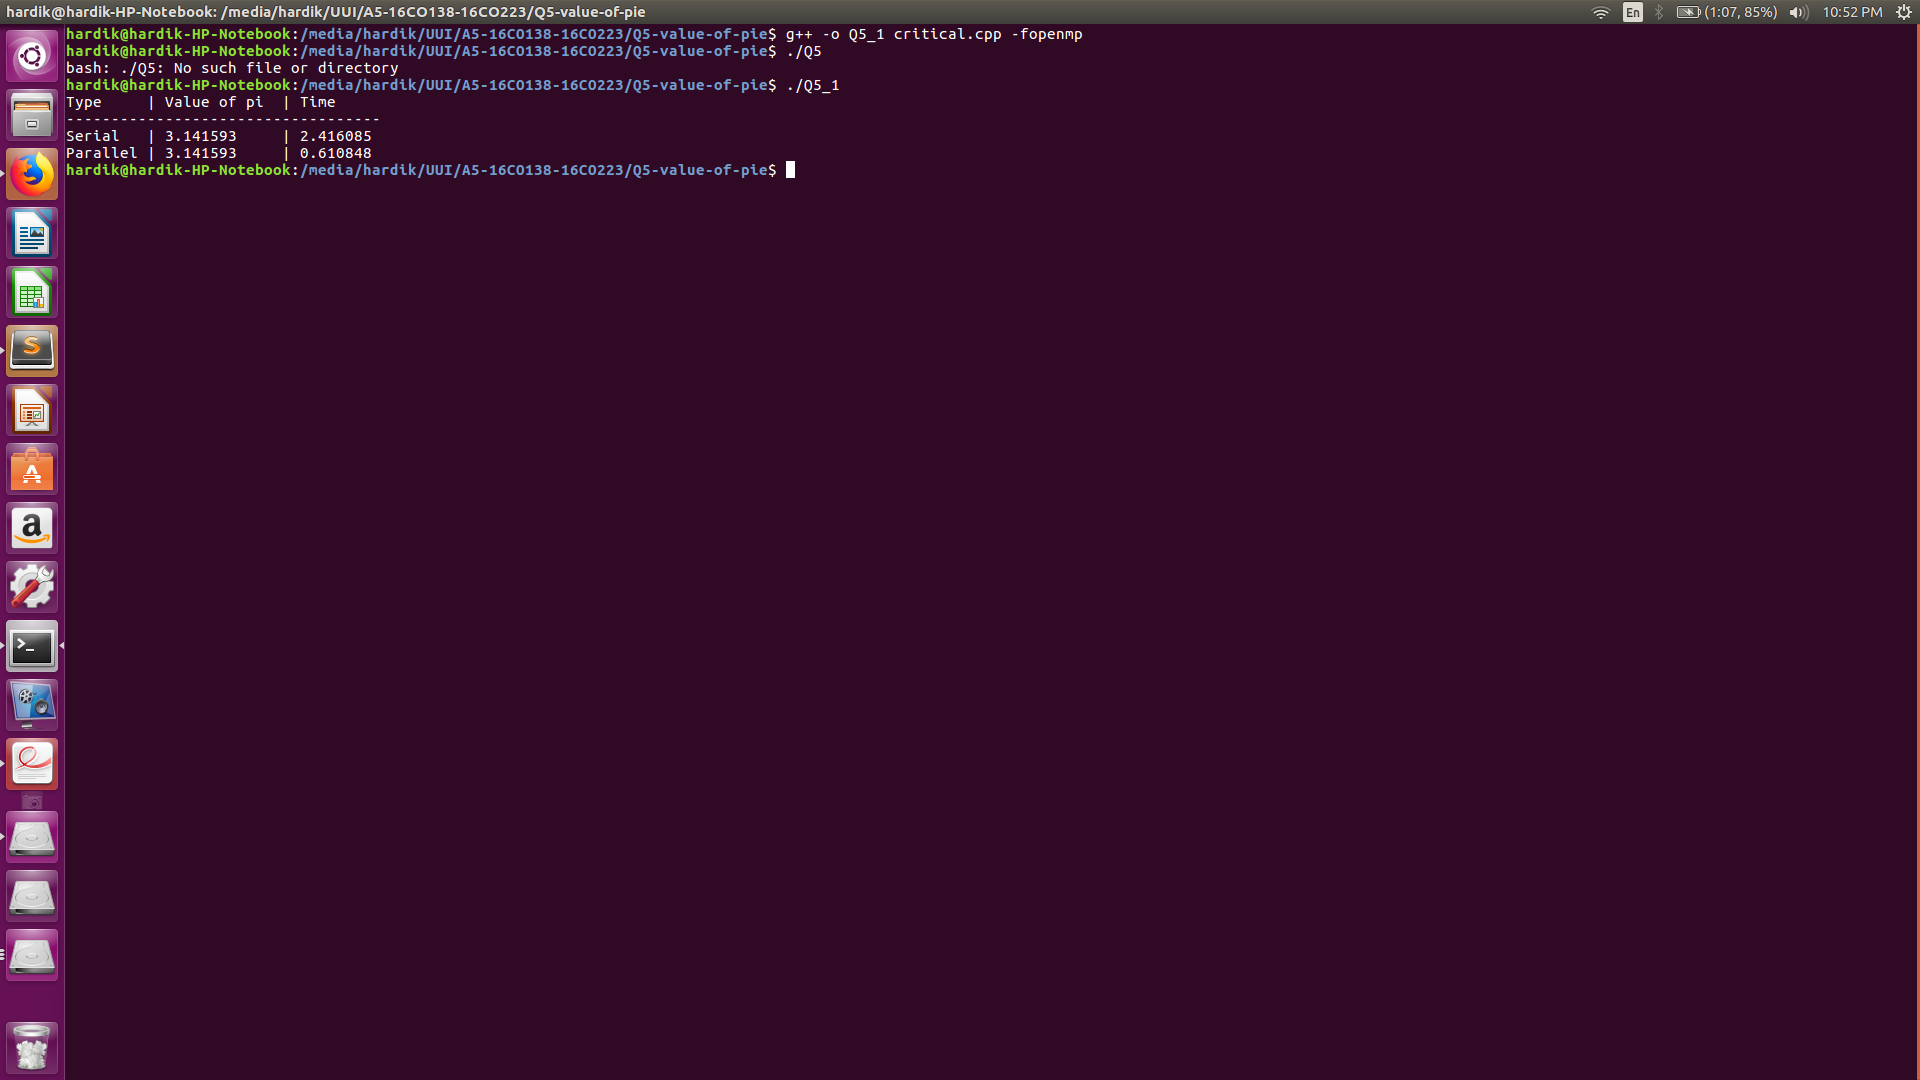 hardik@hardik-HP-Notebook: /media/hardik/UUI/A5-16CO138-16CO223/Q5-value-of-pie
En
(1:07, 85%)
10:52 PM
hardik@hardik-HP-Notebook:/media/hardik/UUI/A5-16CO138-16CO223/Q5-value-of-pie$ g++ -o Q5_1 critical.cpp -fopenmp
hardik@hardik-HP-Notebook:/media/hardik/UUI/A5-16CO138-16CO223/Q5-value-of-pie$ ./Q5
bash: ./Q5: No such file or directory
hardik@hardik-HP-Notebook:/media/hardik/UUI/A5-16CO138-16CO223/Q5-value-of-pie$ ./Q5_1
Type     | Value of pi  | Time
-----------------------------------
Serial   | 3.141593     | 2.416085
Parallel | 3.141593     | 0.610848
hardik@hardik-HP-Notebook:/media/hardik/UUI/A5-16CO138-16CO223/Q5-value-of-pie$